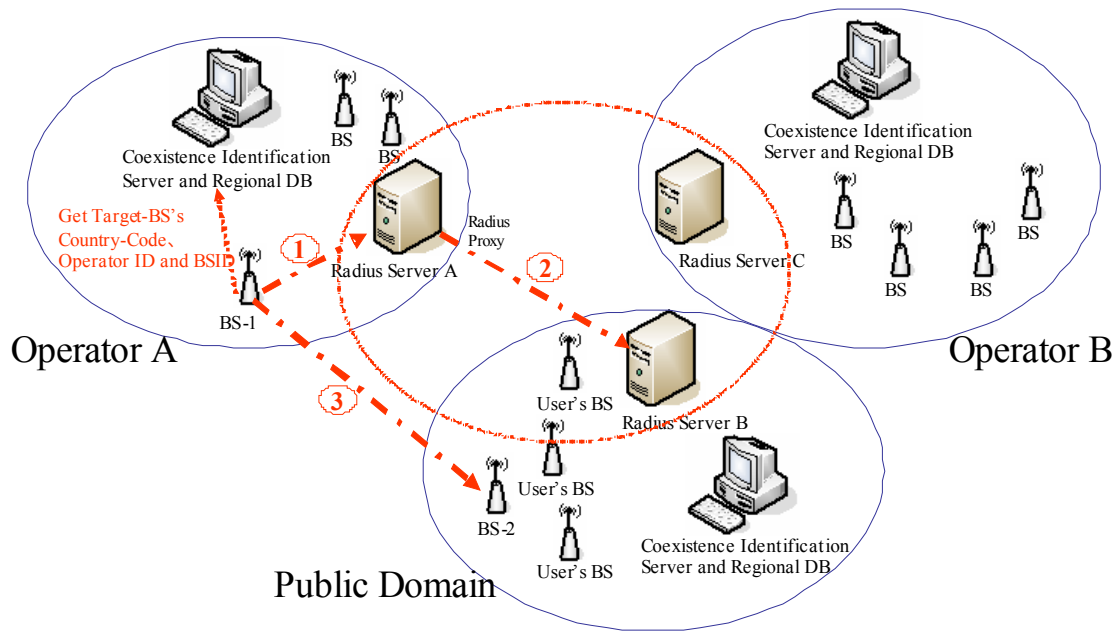 BS
BS
Coexistence Identification
Server and Regional DB
Get Target-BS's
Country-Code、
Operator ID and BSID
1
Radius Server A
Radius
Proxy
2
BS-1
Operator A
3
Coexistence Identification
Server and Regional DB
Radius Server C
BS
BS
BS
BS
Operator B
User's BS
Radius Server B
User's BS
BS-2
User's BS
Coexistence Identification
Server and Regional DB
Public Domain